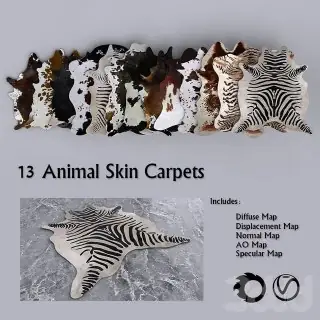 13 Animal Skin Carpets
Includes:
Diffuse Map
Displacement Map
Normal Map
AO Map
Specular Map